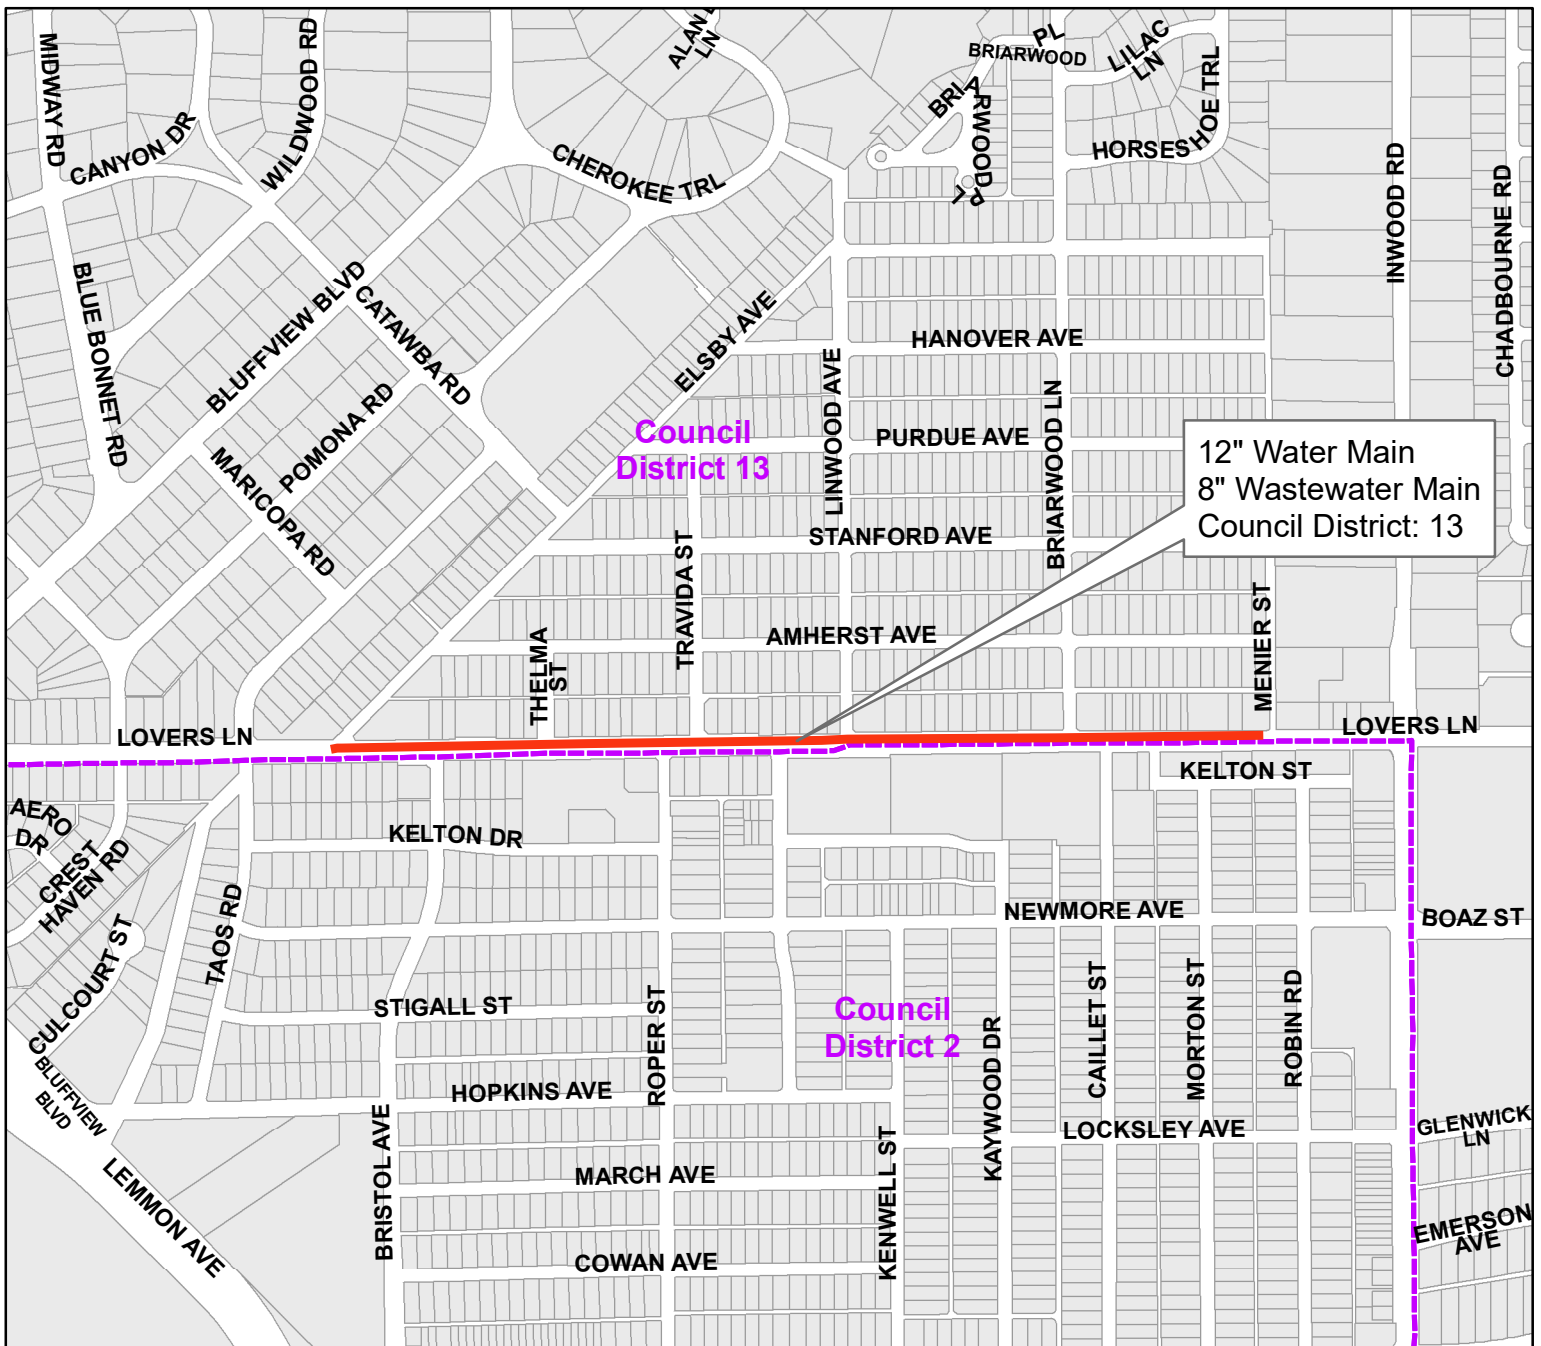 MIDWAY RD
CANYON DR
WILDWOOD RD
ALAN
LN
BRIARWOOD
PL
LILAC
LN
BRIARWOOD
PL
HORSESHOE TRL
CHEROKEE TRL
INWOOD RD
CHADBOURNE RD
BLUE BONNET RD
BLUFFVIEW BLVD
CATAWBA RD
ELSBY AVE
HANOVER AVE
LINWOOD AVE
BRIARWOOD LN
POMONA RD
MARICOPA RD
Council
District 13
PURDUE AVE
12" Water Main
8" Wastewater Main
Council District: 13
STANFORD AVE
TRAVIDA ST
THELMA
ST
AMHERST AVE
MENIER ST
LOVERS LN
LOVERS LN
KELTON ST
AERO
DR
CREST
HAVEN RD
KELTON DR
TAOS RD
CULCOURT ST
NEWMORE AVE
BOAZ ST
STIGALL ST
ROPER ST
Council
District 2
KAYWOOD DR
CAILLET ST
MORTON ST
ROBIN RD
BLUFFVIEW
BLVD
HOPKINS AVE
BRISTOL AVE
LOCKSLEY AVE
GLENWICK
LN
LEMMON AVE
MARCH AVE
KENWELL ST
EMERSON
AVE
COWAN AVE